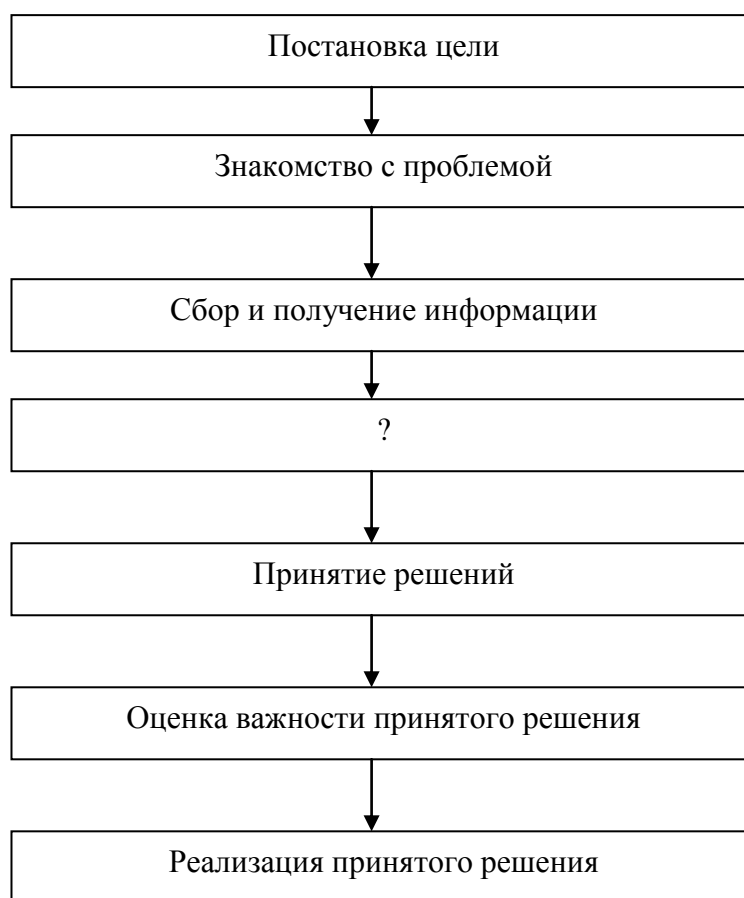 Постановка цели
Знакомство с проблемой
Сбор и получение информации
?
Принятие решений
Оценка важности принятого решения
Реализация принятого решения